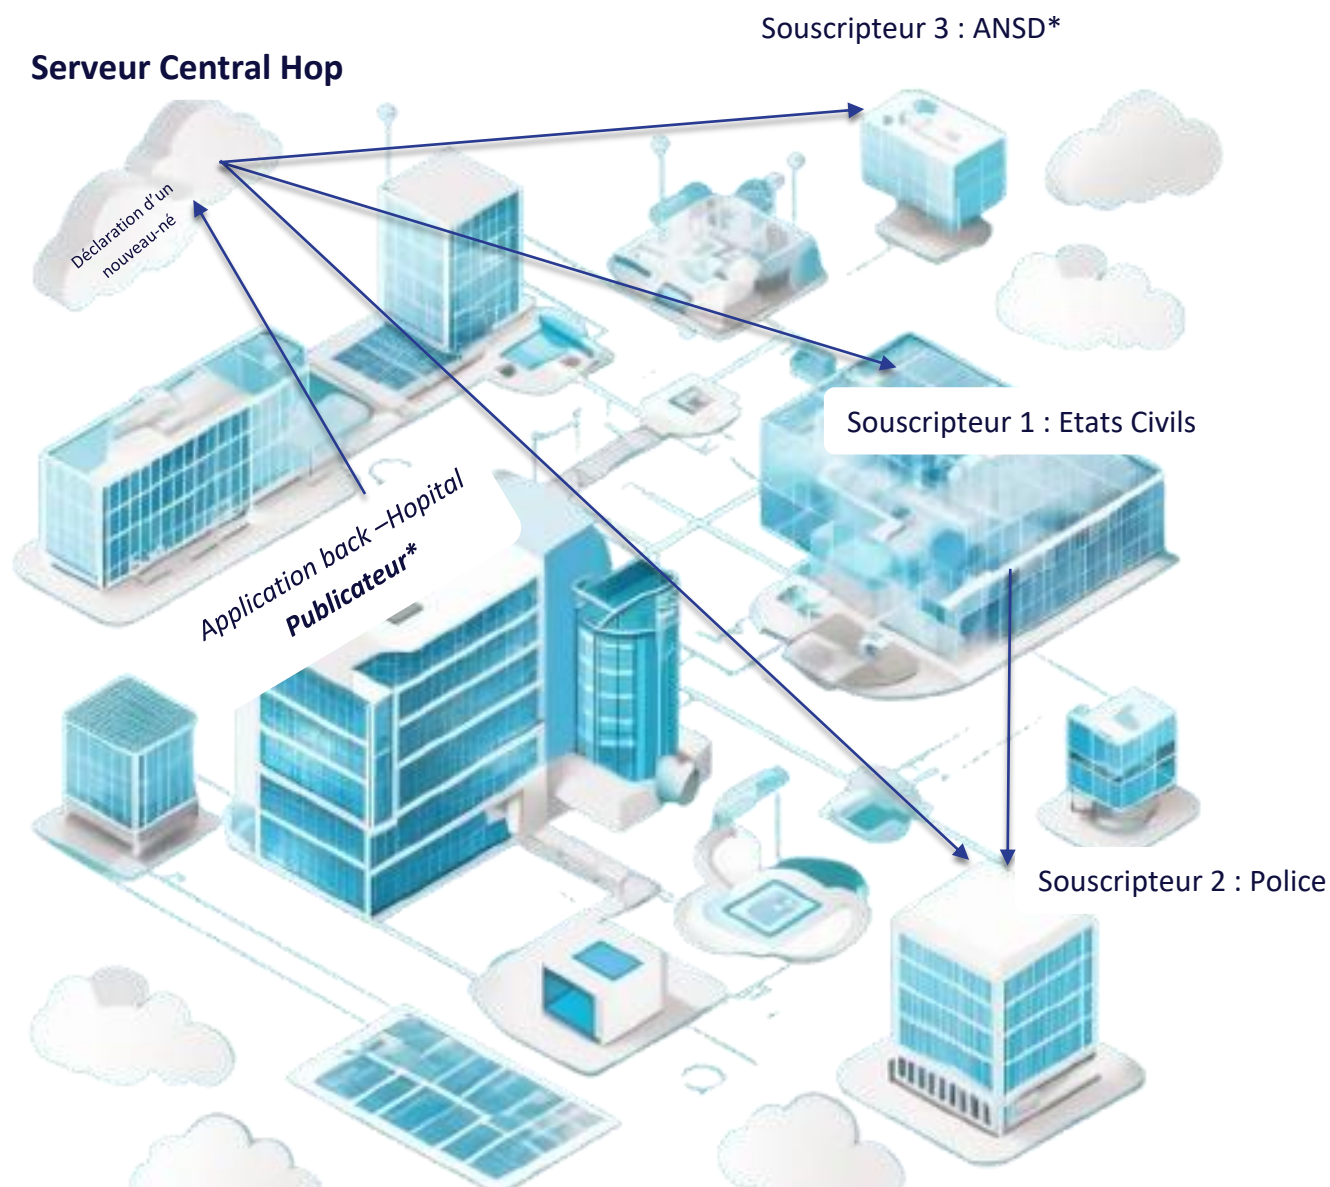 Souscripteur 3 : ANSD*
Serveur Central Hop
Déclaration d'un
nouveau-né
Souscripteur 1 : Etats Civils
Application back –Hopital
Publicateur*
Souscripteur 2 : Police